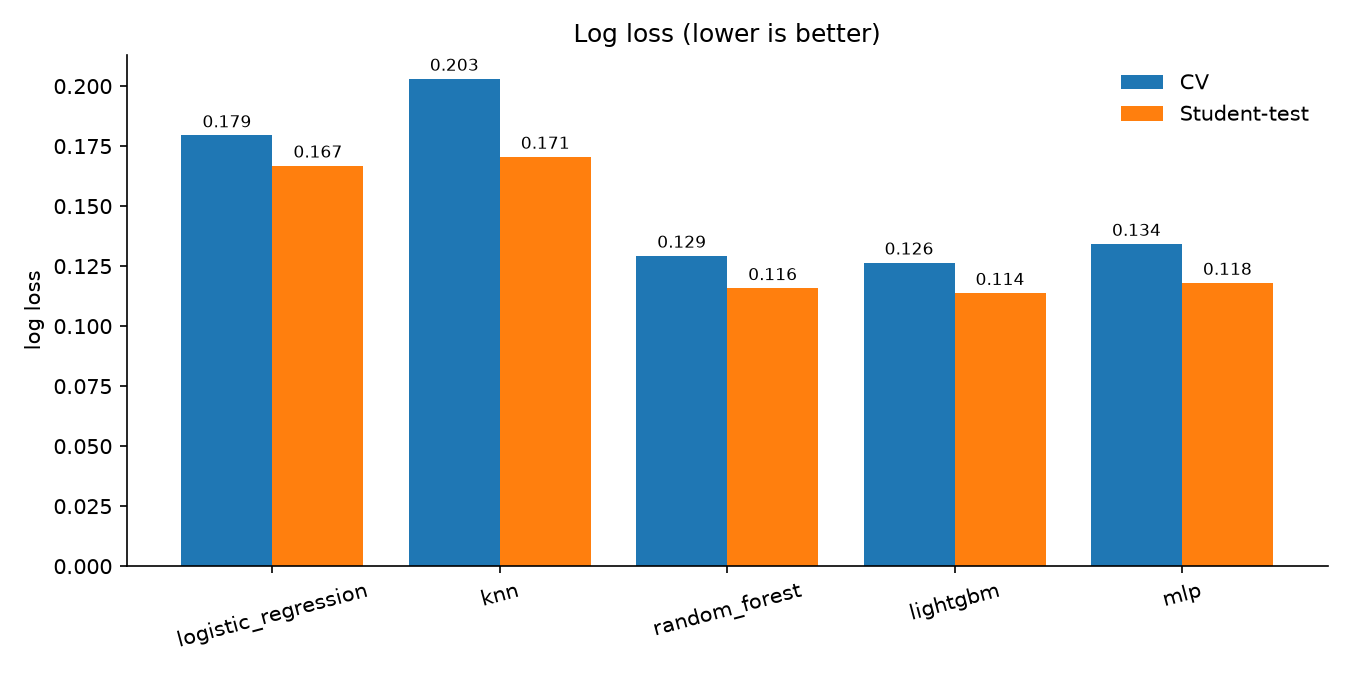 Log loss (lower is better)
CV
Student-test
log loss
0.200
0.175
0.150
0.125
0.100
0.075
0.050
0.025
0.000
0.179
0.167
0.203
0.171
0.129
0.116
0.126
0.114
0.134
0.118
logistic_regression
knn
random_forest
lightgbm
mlp